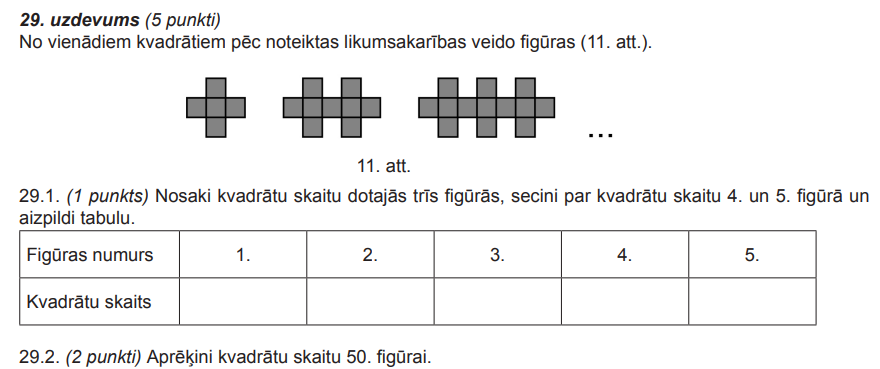 29. uzdevums (5 punkti)
No vienādiem kvadrātiem pēc noteiktas likumsakarības veido figūras (11. att.).
...
11. att.
29.1. (1 punkts) Nosaki kvadrātu skaitu dotajās trīs figūrās, secini par kvadrātu skaitu 4. un 5. figūrā un
aizpildi tabulu.
Figūras numurs 1. 2. 3. 4. 5.
Kvadrātu skaits
29.2. (2 punkti) Aprēķini kvadrātu skaitu 50. figūrai.